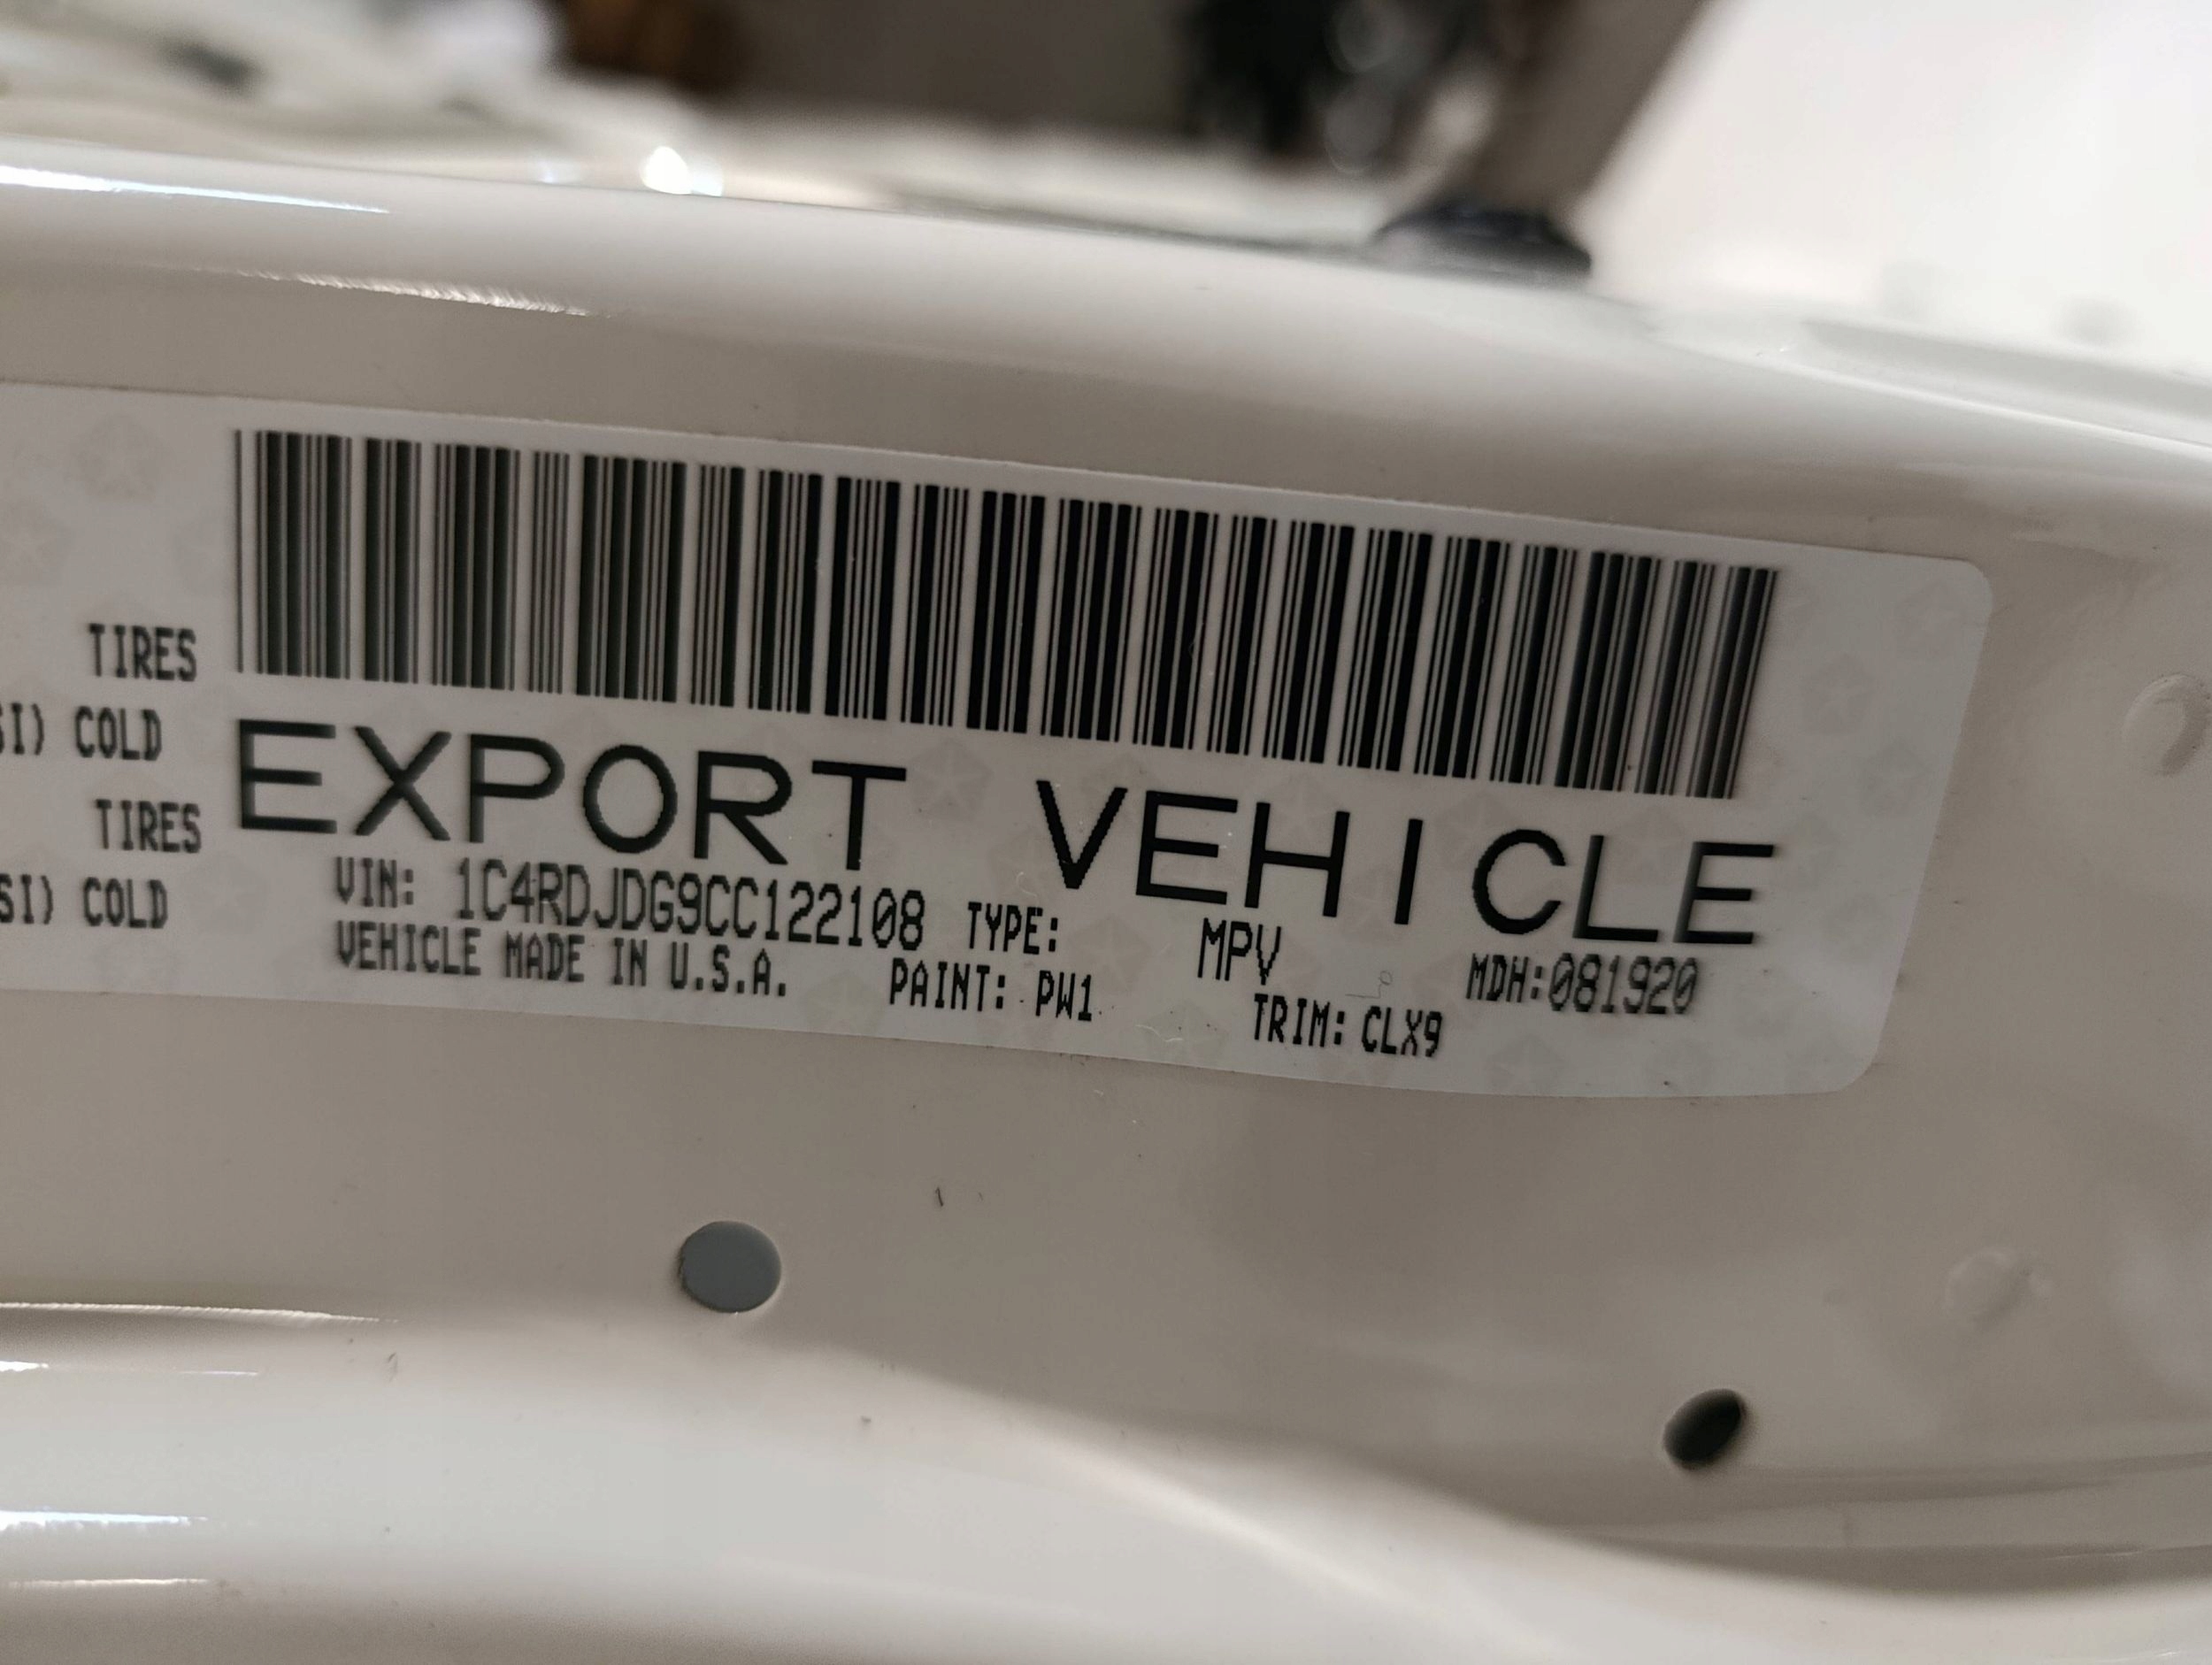 TIRES
SI) COLD
TIRES
SI) COLD
EXPORT VEHICLE
VIN: 1C4RDJDG9CC122108 TYPE: MPV MDH:081920
VEHICLE MADE IN U.S.A. PAINT: PW1 TRIM: CLX9